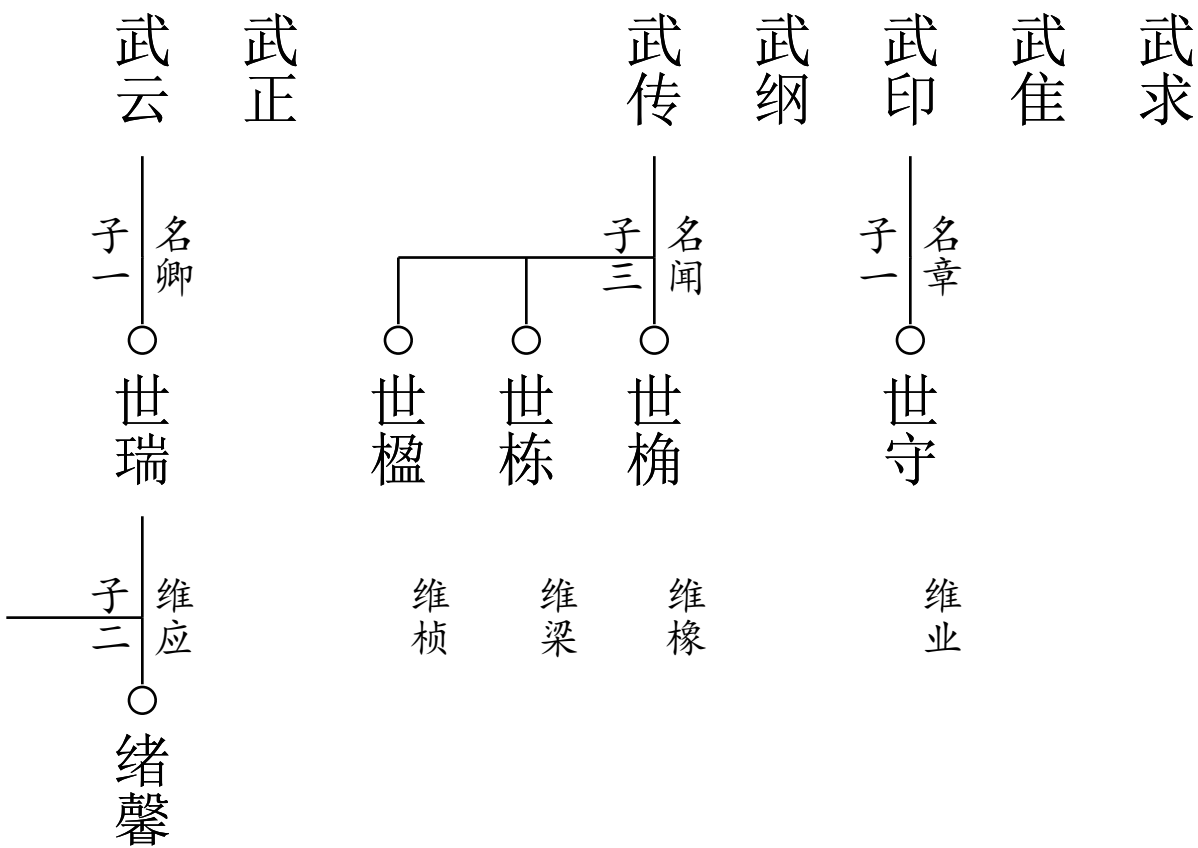 武求
武隹
武印
武纲
武传
武正
武云
名章
子一
名闻
子三
名卿
子一
世守
世桷
世栋
世楹
世瑞
维业
维橡
维梁
维桢
维应
子二
绪馨